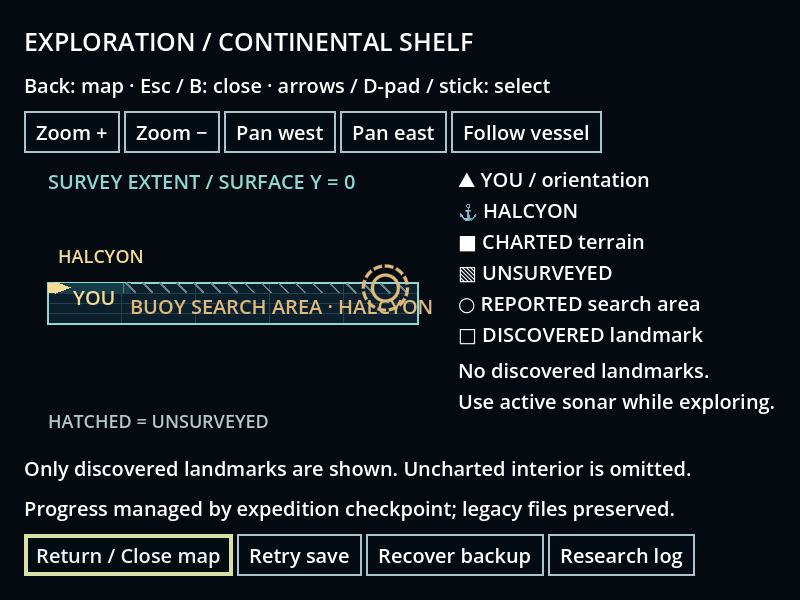 EXPLORATION / CONTINENTAL SHELF
Back: map · Esc / B: close · arrows / D-pad / stick: select
Zoom +
Zoom −
Pan west
Pan east
Follow vessel
SURVEY EXTENT / SURFACE Y = 0
HALCYON
YOU
BUOY SEARCH AREA · HALCYON
HATCHED = UNSURVEYED
▲ YOU / orientation
⚓ HALCYON
■ CHARTED terrain
▧ UNSURVEYED
○ REPORTED search area
□ DISCOVERED landmark
No discovered landmarks.
Use active sonar while exploring.
Only discovered landmarks are shown. Uncharted interior is omitted.
Progress managed by expedition checkpoint; legacy files preserved.
Return / Close map
Retry save
Recover backup
Research log